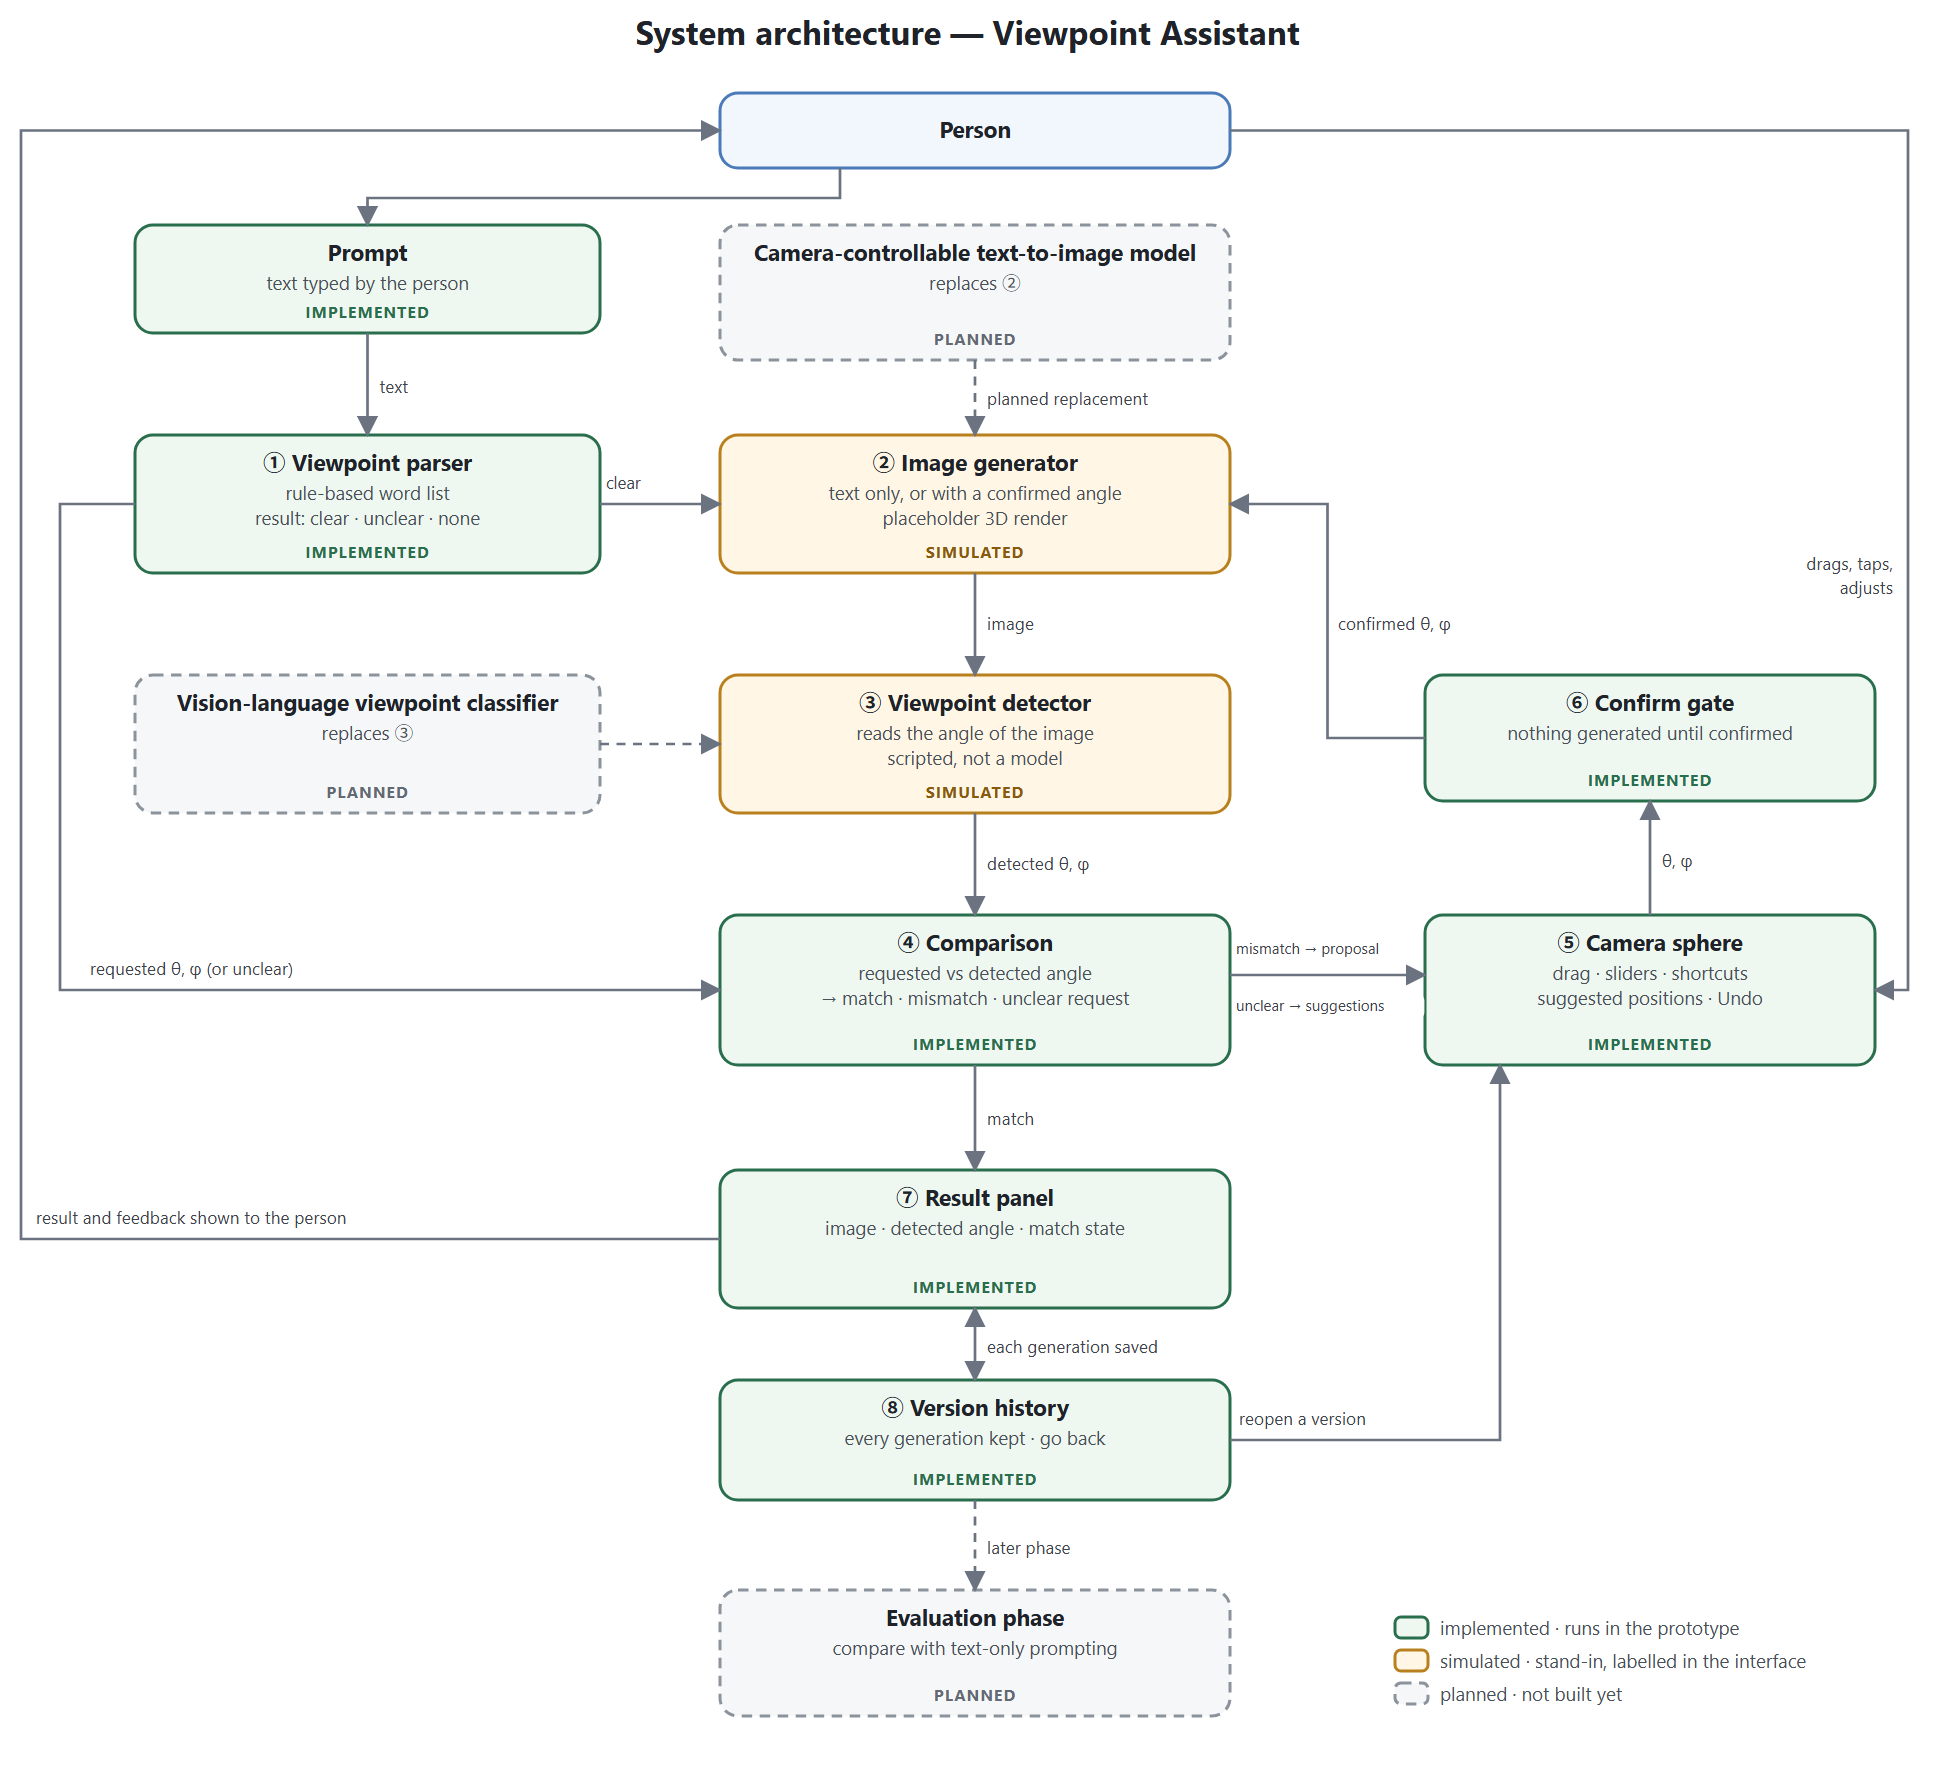 System architecture — Viewpoint Assistant
Person
Prompt
text typed by the person
IMPLEMENTED
Camera-controllable text-to-image model
replaces ②
PLANNED
text
planned replacement
① Viewpoint parser
rule-based word list
result: clear · unclear · none
IMPLEMENTED
clear
② Image generator
text only, or with a confirmed angle
placeholder 3D render
SIMULATED
drags, taps,
adjusts
image
confirmed θ, φ
Vision-language viewpoint classifier
replaces ③
PLANNED
③ Viewpoint detector
reads the angle of the image
scripted, not a model
SIMULATED
⑥ Confirm gate
nothing generated until confirmed
IMPLEMENTED
detected θ, φ
θ, φ
requested θ, φ (or unclear)
④ Comparison
requested vs detected angle
→ match · mismatch · unclear request
IMPLEMENTED
mismatch → proposal
unclear → suggestions
⑤ Camera sphere
drag · sliders · shortcuts
suggested positions · Undo
IMPLEMENTED
match
result and feedback shown to the person
⑦ Result panel
image · detected angle · match state
IMPLEMENTED
each generation saved
⑧ Version history
every generation kept · go back
IMPLEMENTED
reopen a version
later phase
Evaluation phase
compare with text-only prompting
PLANNED
implemented · runs in the prototype
simulated · stand-in, labelled in the interface
planned · not built yet